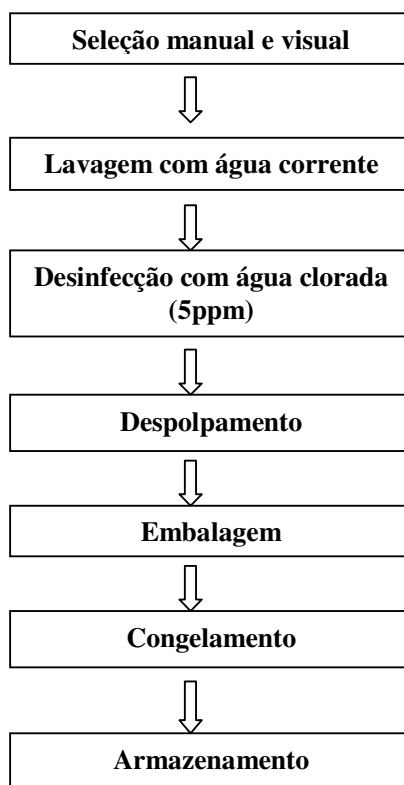 Seleção manual e visual
Lavagem com água corrente
Desinfecção com água clorada
(5ppm)
Despolpamento
Embalagem
Congelamento
Armazenamento